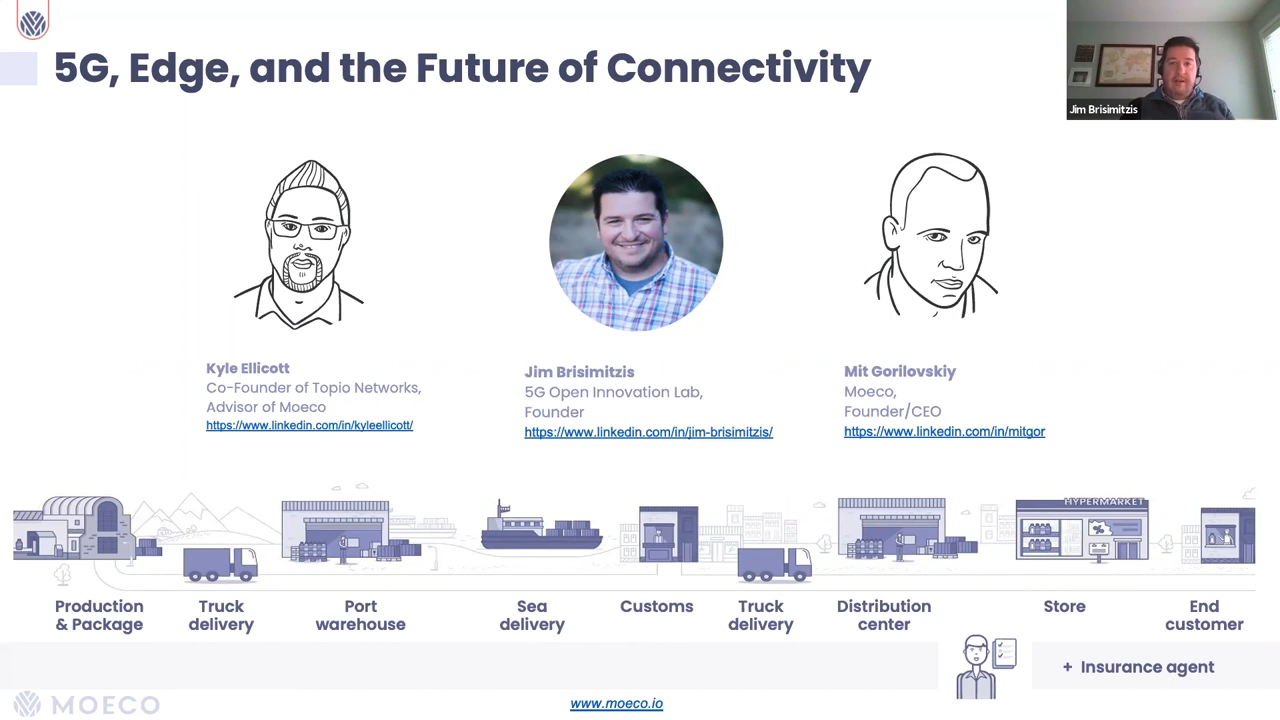 5G, Edge, and the Future of Connectivity
Jim Brisimitzis
Kyle Ellicott
Co-Founder of Topio Networks,
Advisor of Moeco
https://www.linkedin.com/in/kyleellicott/
Jim Brisimitzis
5G Open Innovation Lab,
Founder
https://www.linkedin.com/in/jim-brisimitzis/
Mit Gorilovskiy
Moeco,
Founder/CEO
https://www.linkedin.com/in/mitgor
HYPERMARKET
Production
& Package
Truck
delivery
Port
warehouse
Sea
delivery
Customs
Truck
delivery
Distribution
center
Store
End
customer
+ Insurance agent
MOECO
www.moeco.io